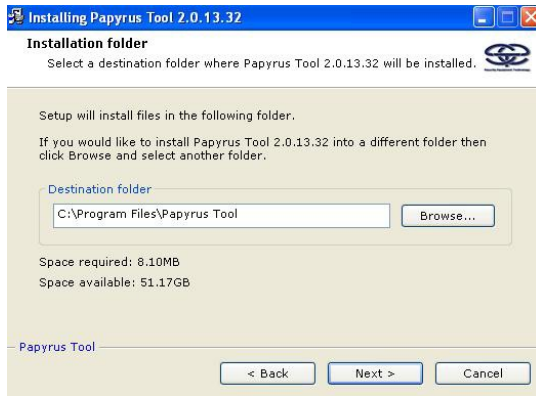 Installing Papyrus Tool 2.0.13.32
Installation folder
Select a destination folder where Papyrus Tool 2.0.13.32 will be installed.
Setup will install files in the following folder.
If you would like to install Papyrus Tool 2.0.13.32 into a different folder then
click Browse and select another folder.
Destination folder
C:\Program Files\Papyrus Tool
Browse...
Space required: 8.10MB
Space available: 51.17GB
Papyrus Tool
< Back
Next >
Cancel